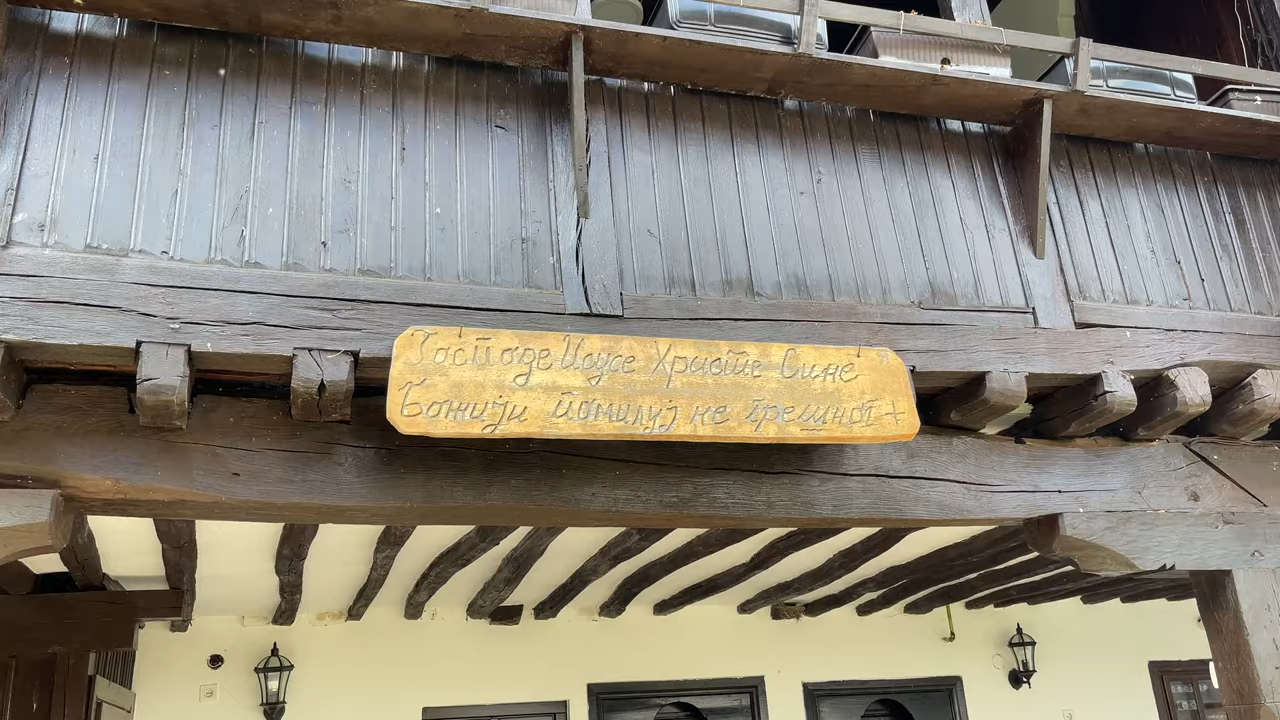 Господе Исусе Христе Сине
Божији помилуј ме грешног +